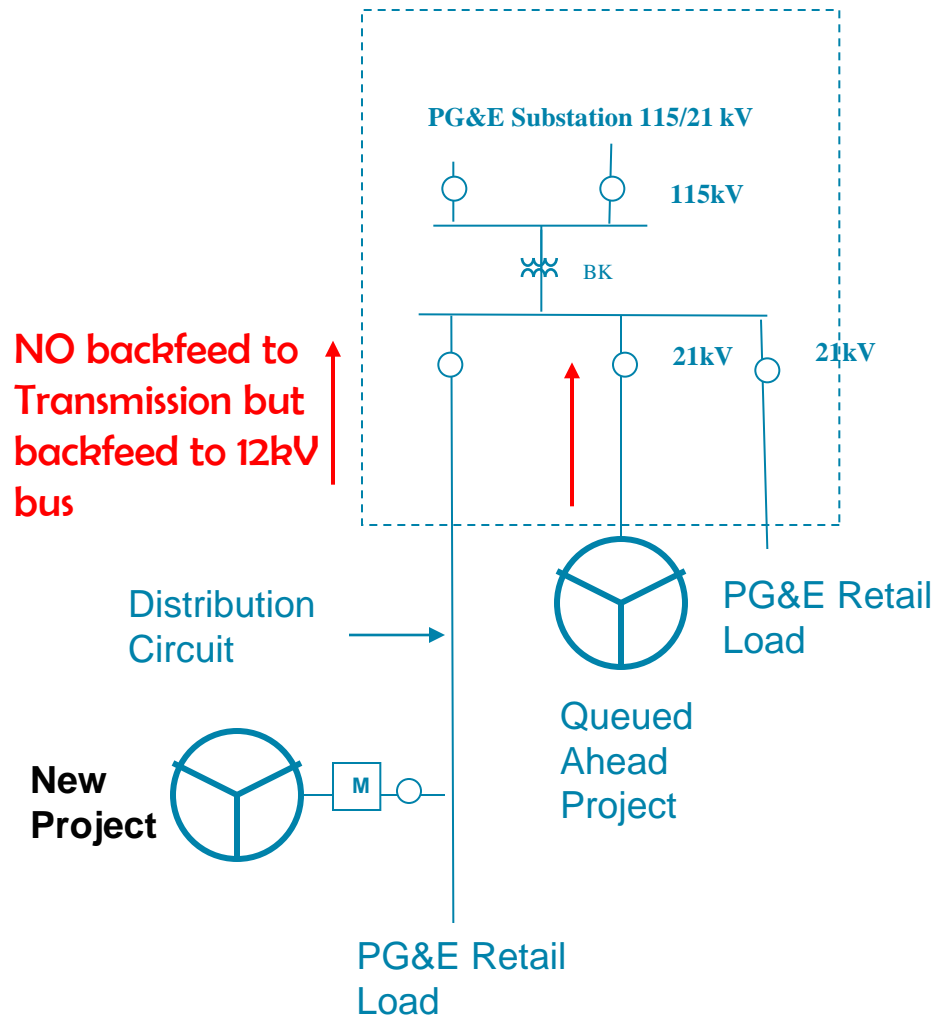 PG&E Substation 115/21 kV
115kV
BK
NO backfeed to
Transmission but
backfeed to 12kV
bus
21kV
21kV
Distribution
Circuit
PG&E Retail
Load
Queued
Ahead
Project
New
Project
M
PG&E Retail
Load